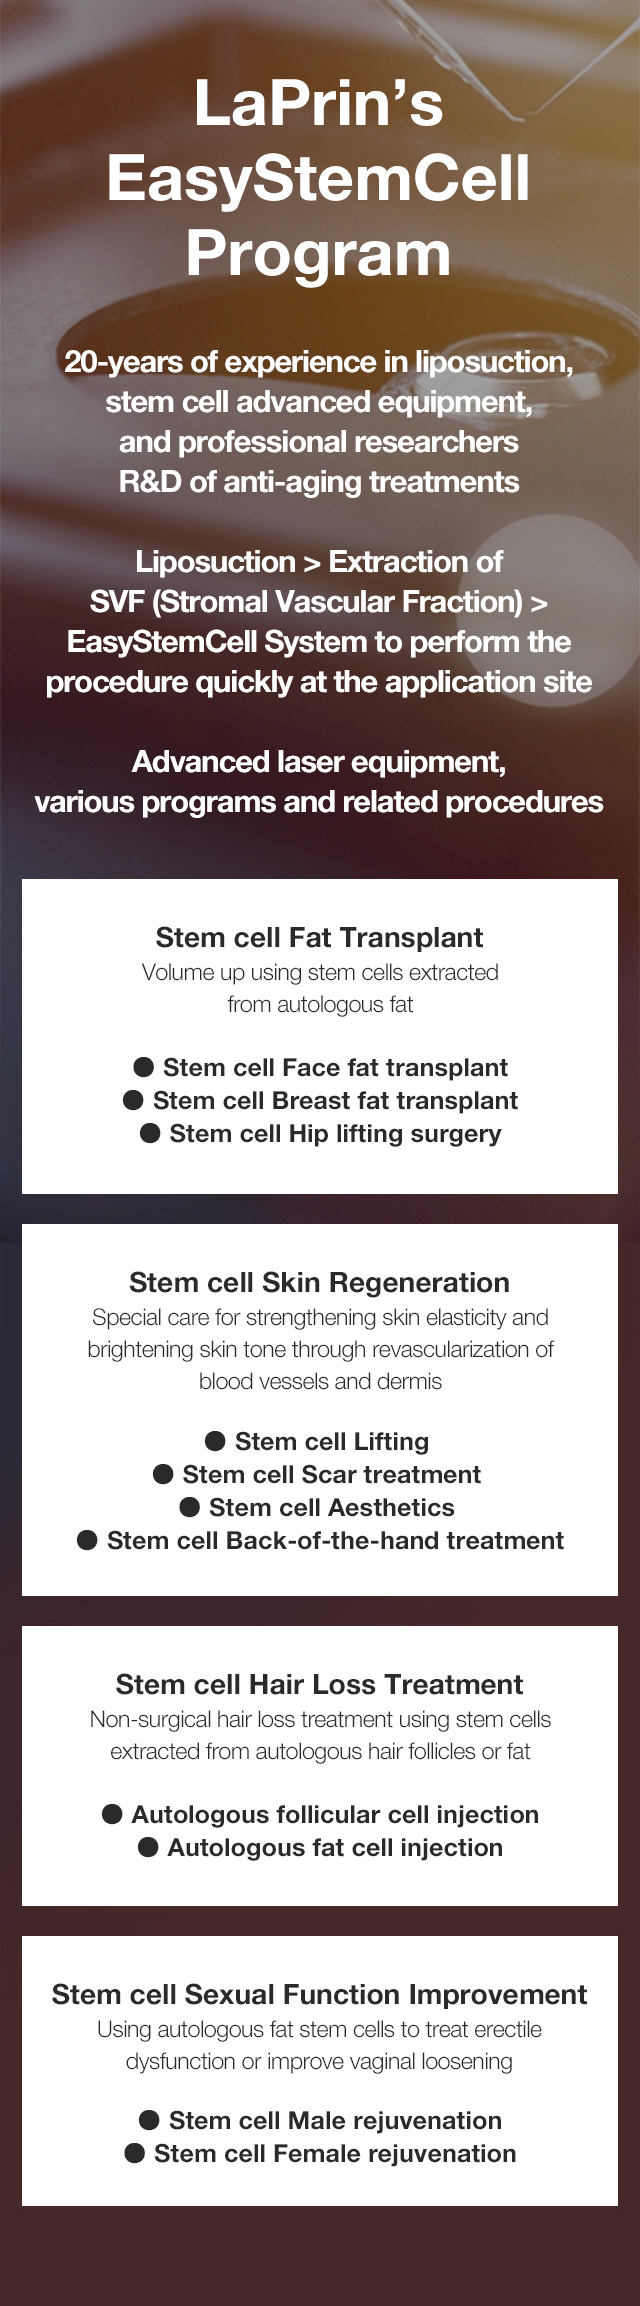 LaPrin’s
EasyStemCell
Program
20-years of experience in liposuction,
stem cell advanced equipment,
and professional researchers
R&D of anti-aging treatments
Liposuction > Extraction of
SVF (Stromal Vascular Fraction) >
EasyStemCell System to perform the
procedure quickly at the application site
Advanced laser equipment,
various programs and related procedures
Stem cell Fat Transplant
Volume up using stem cells extracted
from autologous fat
● Stem cell Face fat transplant
● Stem cell Breast fat transplant
● Stem cell Hip lifting surgery
Stem cell Skin Regeneration
Special care for strengthening skin elasticity and
brightening skin tone through revascularization of
blood vessels and dermis
● Stem cell Lifting
● Stem cell Scar treatment
● Stem cell Aesthetics
● Stem cell Back-of-the-hand treatment
Stem cell Hair Loss Treatment
Non-surgical hair loss treatment using stem cells
extracted from autologous hair follicles or fat
● Autologous follicular cell injection
● Autologous fat cell injection
Stem cell Sexual Function Improvement
Using autologous fat stem cells to treat erectile
dysfunction or improve vaginal loosening
● Stem cell Male rejuvenation
● Stem cell Female rejuvenation